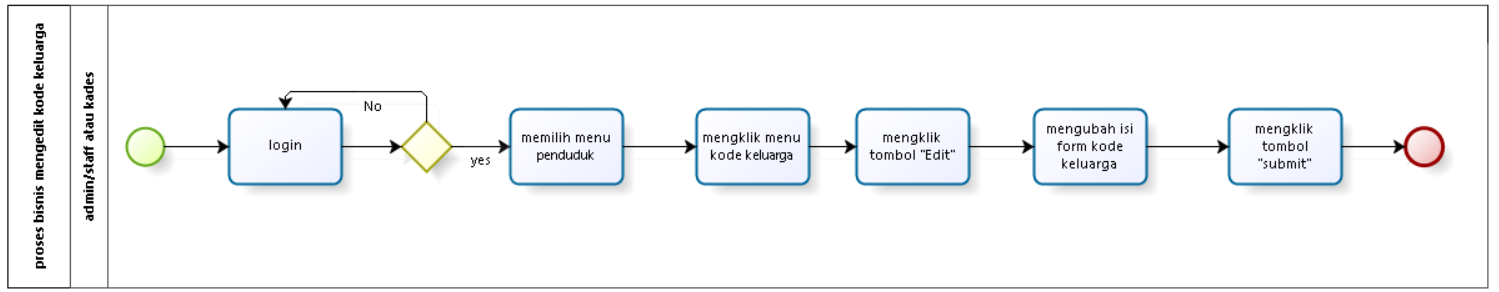 proses bisnis mengedit kode keluarga
admin/staff atau kades
login
No
yes
memilih menu
penduduk
mengklik menu
kode keluarga
mengklik
tombol "Edit"
mengubah isi
form kode
keluarga
mengklik
tombol
"submit"